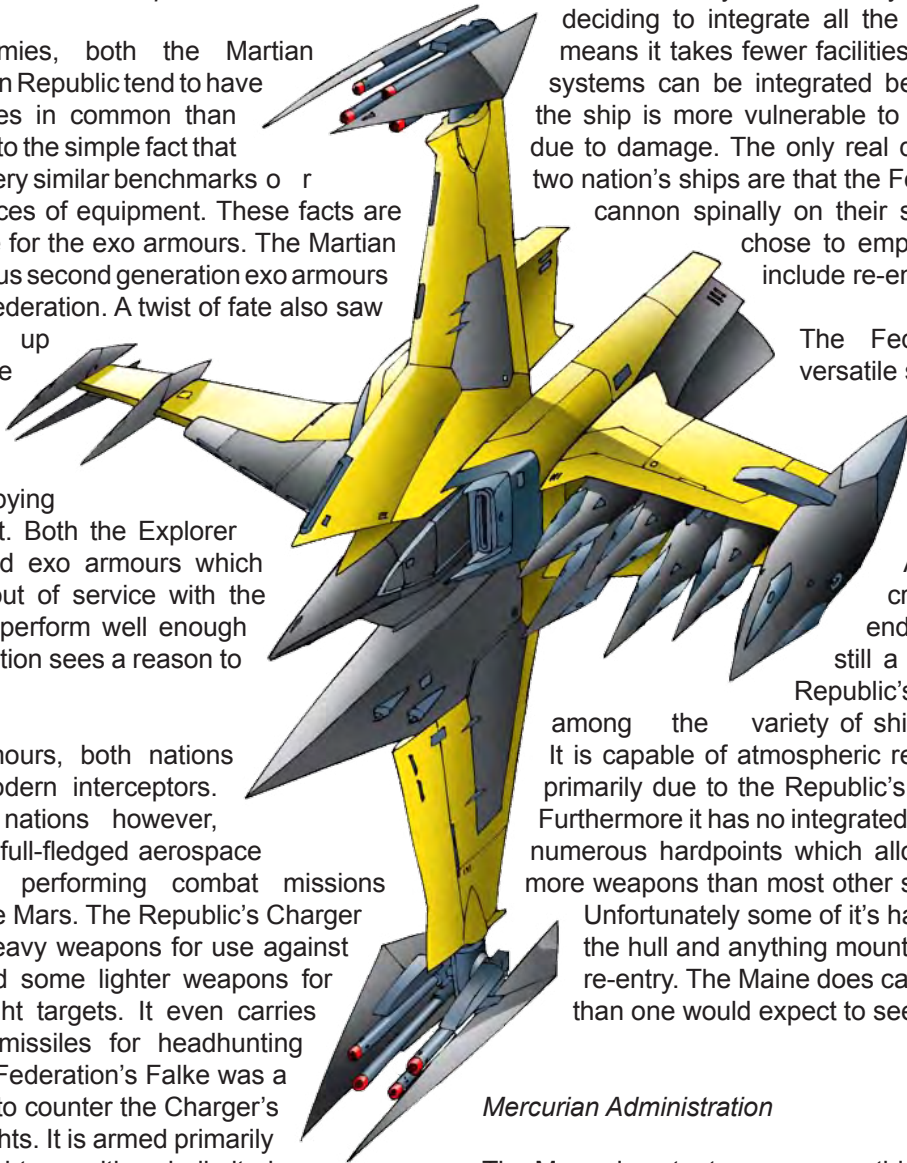 mies, both the Martian
n Republic tend to have
es in common than
to the simple fact that
ery similar benchmarks o r
ces of equipment. These facts are
for the exo armours. The Martian
us second generation exo armours
ederation. A twist of fate also saw
up
oying
t. Both the Explorer
d exo armours which
out of service with the
perform well enough
tion sees a reason to
ours, both nations
odern interceptors.
nations however,
full-fledged aerospace
performing combat missions
e Mars. The Republic's Charger
eavy weapons for use against
d some lighter weapons for
ht targets. It even carries
missiles for headhunting
Federation's Falke was a
to counter the Charger's
hts. It is armed primarily
deciding to integrate all the
means it takes fewer facilities
systems can be integrated be
the ship is more vulnerable to
due to damage. The only real d
two nation's ships are that the Fe
cannon spinally on their s
chose to emp
include re-en
The Fed
versatile s
A
cr
end
still a
Republic's
among the variety of shi
It is capable of atmospheric re
primarily due to the Republic's
Furthermore it has no integrated
numerous hardpoints which allo
more weapons than most other s
Unfortunately some of it's ha
the hull and anything mount
re-entry. The Maine does ca
than one would expect to see
Mercurian Administration